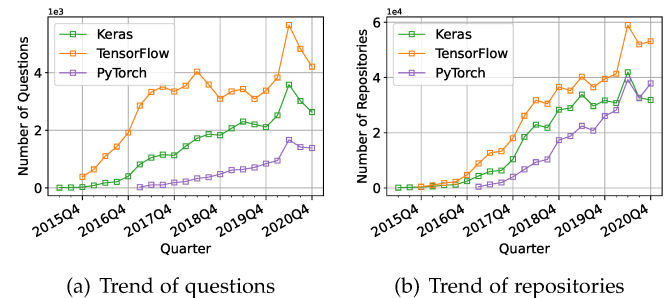 1e3
Keras
TensorFlow
PyTorch
Number of Questions
4
2
0
2015Q4
2016Q4
2017Q4
2018Q4
2019Q4
2020Q4
Quarter
(a) Trend of questions
1e4
Keras
TensorFlow
PyTorch
Number of Repositories
6
4
2
0
2015Q4
2016Q4
2017Q4
2018Q4
2019Q4
2020Q4
Quarter
(b) Trend of repositories